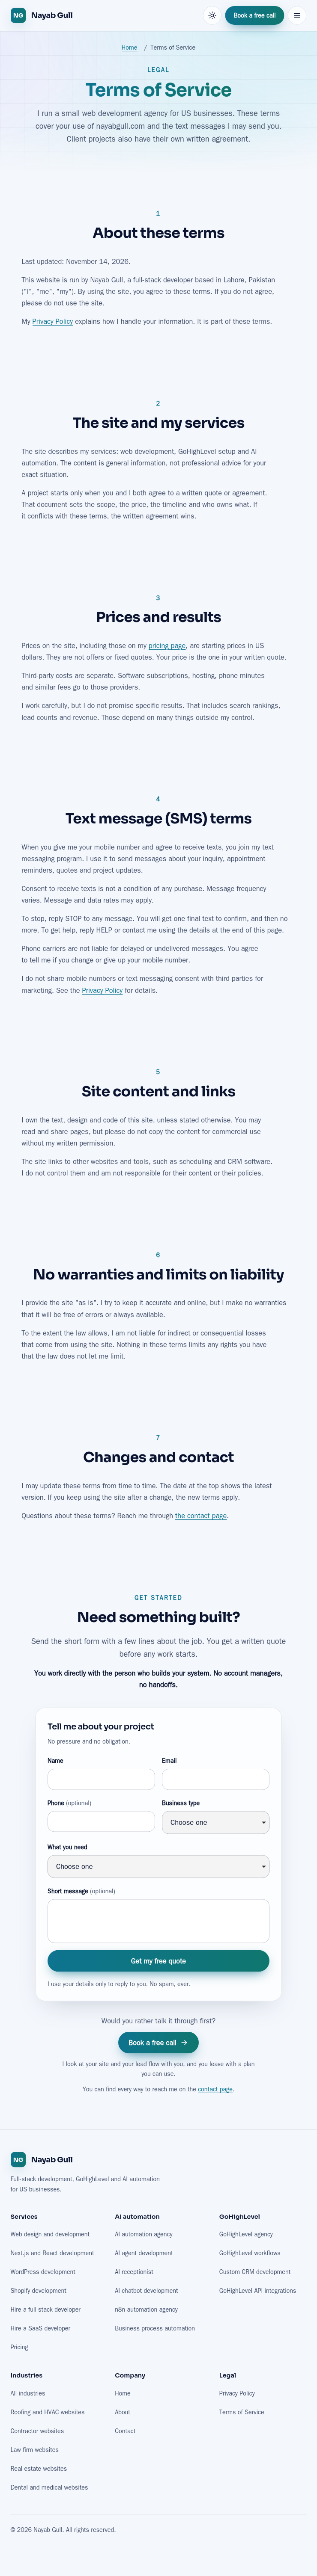 NG Nayab Gull Book a free call
Home / Terms of Service
LEGAL
Terms of Service
I run a small web development agency for US businesses. These terms
cover your use of nayabgull.com and the text messages I may send you.
Client projects also have their own written agreement.
1
About these terms
Last updated: November 14, 2026.
This website is run by Nayab Gull, a full-stack developer based in Lahore, Pakistan
("I", "me", "my"). By using the site, you agree to these terms. If you do not agree,
please do not use the site.
My Privacy Policy explains how I handle your information. It is part of these terms.
2
The site and my services
The site describes my services: web development, GoHighLevel setup and AI
automation. The content is general information, not professional advice for your
exact situation.
A project starts only when you and I both agree to a written quote or agreement.
That document sets the scope, the price, the timeline and who owns what. If
it conflicts with these terms, the written agreement wins.
3
Prices and results
Prices on the site, including those on my pricing page, are starting prices in US
dollars. They are not offers or fixed quotes. Your price is the one in your written quote.
Third-party costs are separate. Software subscriptions, hosting, phone minutes
and similar fees go to those providers.
I work carefully, but I do not promise specific results. That includes search rankings,
lead counts and revenue. Those depend on many things outside my control.
4
Text message (SMS) terms
When you give me your mobile number and agree to receive texts, you join my text
messaging program. I use it to send messages about your inquiry, appointment
reminders, quotes and project updates.
Consent to receive texts is not a condition of any purchase. Message frequency
varies. Message and data rates may apply.
To stop, reply STOP to any message. You will get one final text to confirm, and then no
more. To get help, reply HELP or contact me using the details at the end of this page.
Phone carriers are not liable for delayed or undelivered messages. You agree
to tell me if you change or give up your mobile number.
I do not share mobile numbers or text messaging consent with third parties for
marketing. See the Privacy Policy for details.
5
Site content and links
I own the text, design and code of this site, unless stated otherwise. You may
read and share pages, but please do not copy the content for commercial use
without my written permission.
The site links to other websites and tools, such as scheduling and CRM software.
I do not control them and am not responsible for their content or their policies.
6
No warranties and limits on liability
I provide the site "as is". I try to keep it accurate and online, but I make no warranties
that it will be free of errors or always available.
To the extent the law allows, I am not liable for indirect or consequential losses
that come from using the site. Nothing in these terms limits any rights you have
that the law does not let me limit.
7
Changes and contact
I may update these terms from time to time. The date at the top shows the latest
version. If you keep using the site after a change, the new terms apply.
Questions about these terms? Reach me through the contact page.
GET STARTED
Need something built?
Send the short form with a few lines about the job. You get a written quote
before any work starts.
You work directly with the person who builds your system. No account managers,
no handoffs.
Tell me about your project
No pressure and no obligation.
Name Email
Phone (optional) Business type
Choose one
What you need
Choose one
Short message (optional)
Get my free quote
I use your details only to reply to you. No spam, ever.
Would you rather talk it through first?
Book a free call →
I look at your site and your lead flow with you, and you leave with a plan
you can use.
You can find every way to reach me on the contact page.
NG Nayab Gull
Full-stack development, GoHighLevel and AI automation
for US businesses.
Services AI automation GoHighLevel
Web design and development AI automation agency GoHighLevel agency
Next.js and React development AI agent development GoHighLevel workflows
WordPress development AI receptionist Custom CRM development
Shopify development AI chatbot development GoHighLevel API integrations
Hire a full stack developer n8n automation agency
Hire a SaaS developer Business process automation
Pricing
Industries Company Legal
All industries Home Privacy Policy
Roofing and HVAC websites About Terms of Service
Contractor websites Contact
Law firm websites
Real estate websites
Dental and medical websites
© 2026 Nayab Gull. All rights reserved.